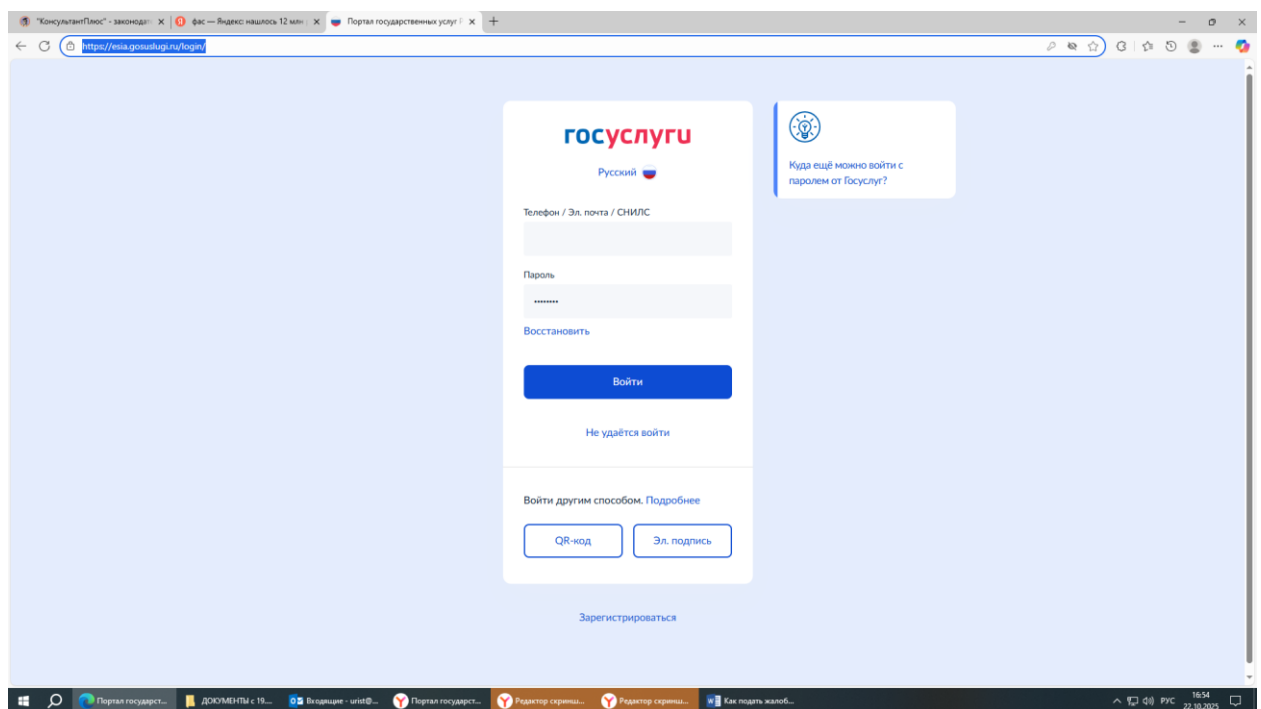 "КонсультантПлюс" - законодат
фас — Яндекс: нашлось 12 млн
Портал государственных услуг Р
https://esia.gosuslugi.ru/login/
госуслуги
Русский
Куда ещё можно войти с
паролем от Госуслуг?
Телефон / Эл. почта / СНИЛС
Пароль
••••••••
Восстановить
Войти
Не удаётся войти
Войти другим способом. Подробнее
QR-код
Эл. подпись
Зарегистрироваться
Портал государст...
ДОКУМЕНТЫ с 19....
Входящие - urist@...
Портал государст...
Редактор скринш...
Редактор скринш...
Как подать жалоб...
РУС
16:54
22.10.2025